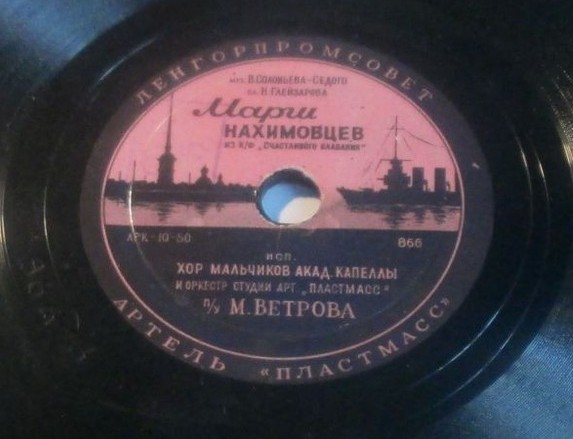 ЛЕНГОРПРОМСОВЕТ
муз. В. СОЛОВЬЕВА-СЕДОГО
сл. Н. ГЛЕЙЗАРОВА
Марш
НАХИМОВЦЕВ
ИЗ К/Ф „СЧАСТЛИВОГО ПЛАВАНИЯ"
АРК-10-50 866
ИСП.
ХОР МАЛЬЧИКОВ АКАД. КАПЕЛЛЫ
И ОРКЕСТР СТУДИИ АРТ. „ПЛАСТМАСС"
П/У М. ВЕТРОВА
АРТЕЛЬ «ПЛАСТМАСС»